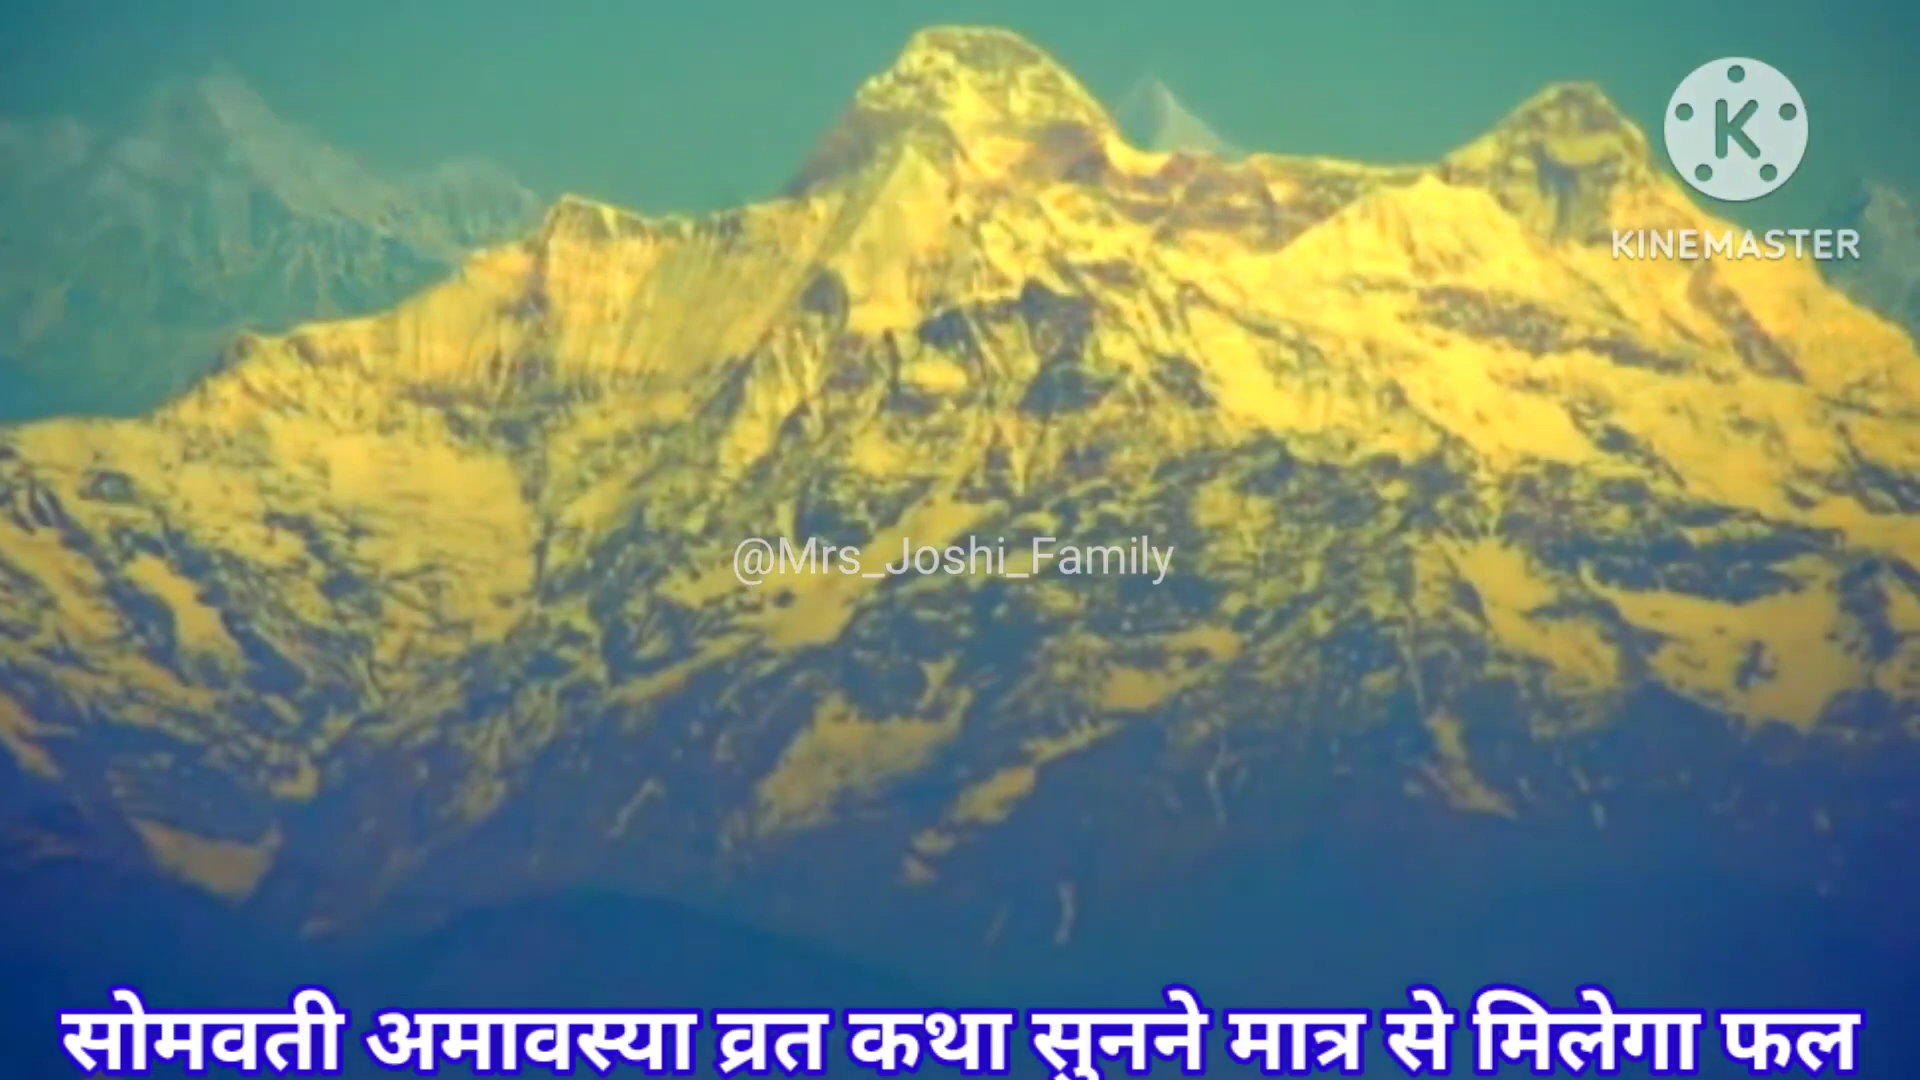 KINEMASTER
@Mrs_Joshi_Family
सोमवती अमावस्या व्रत कथा सुनने मात्र से मिलेगा फल